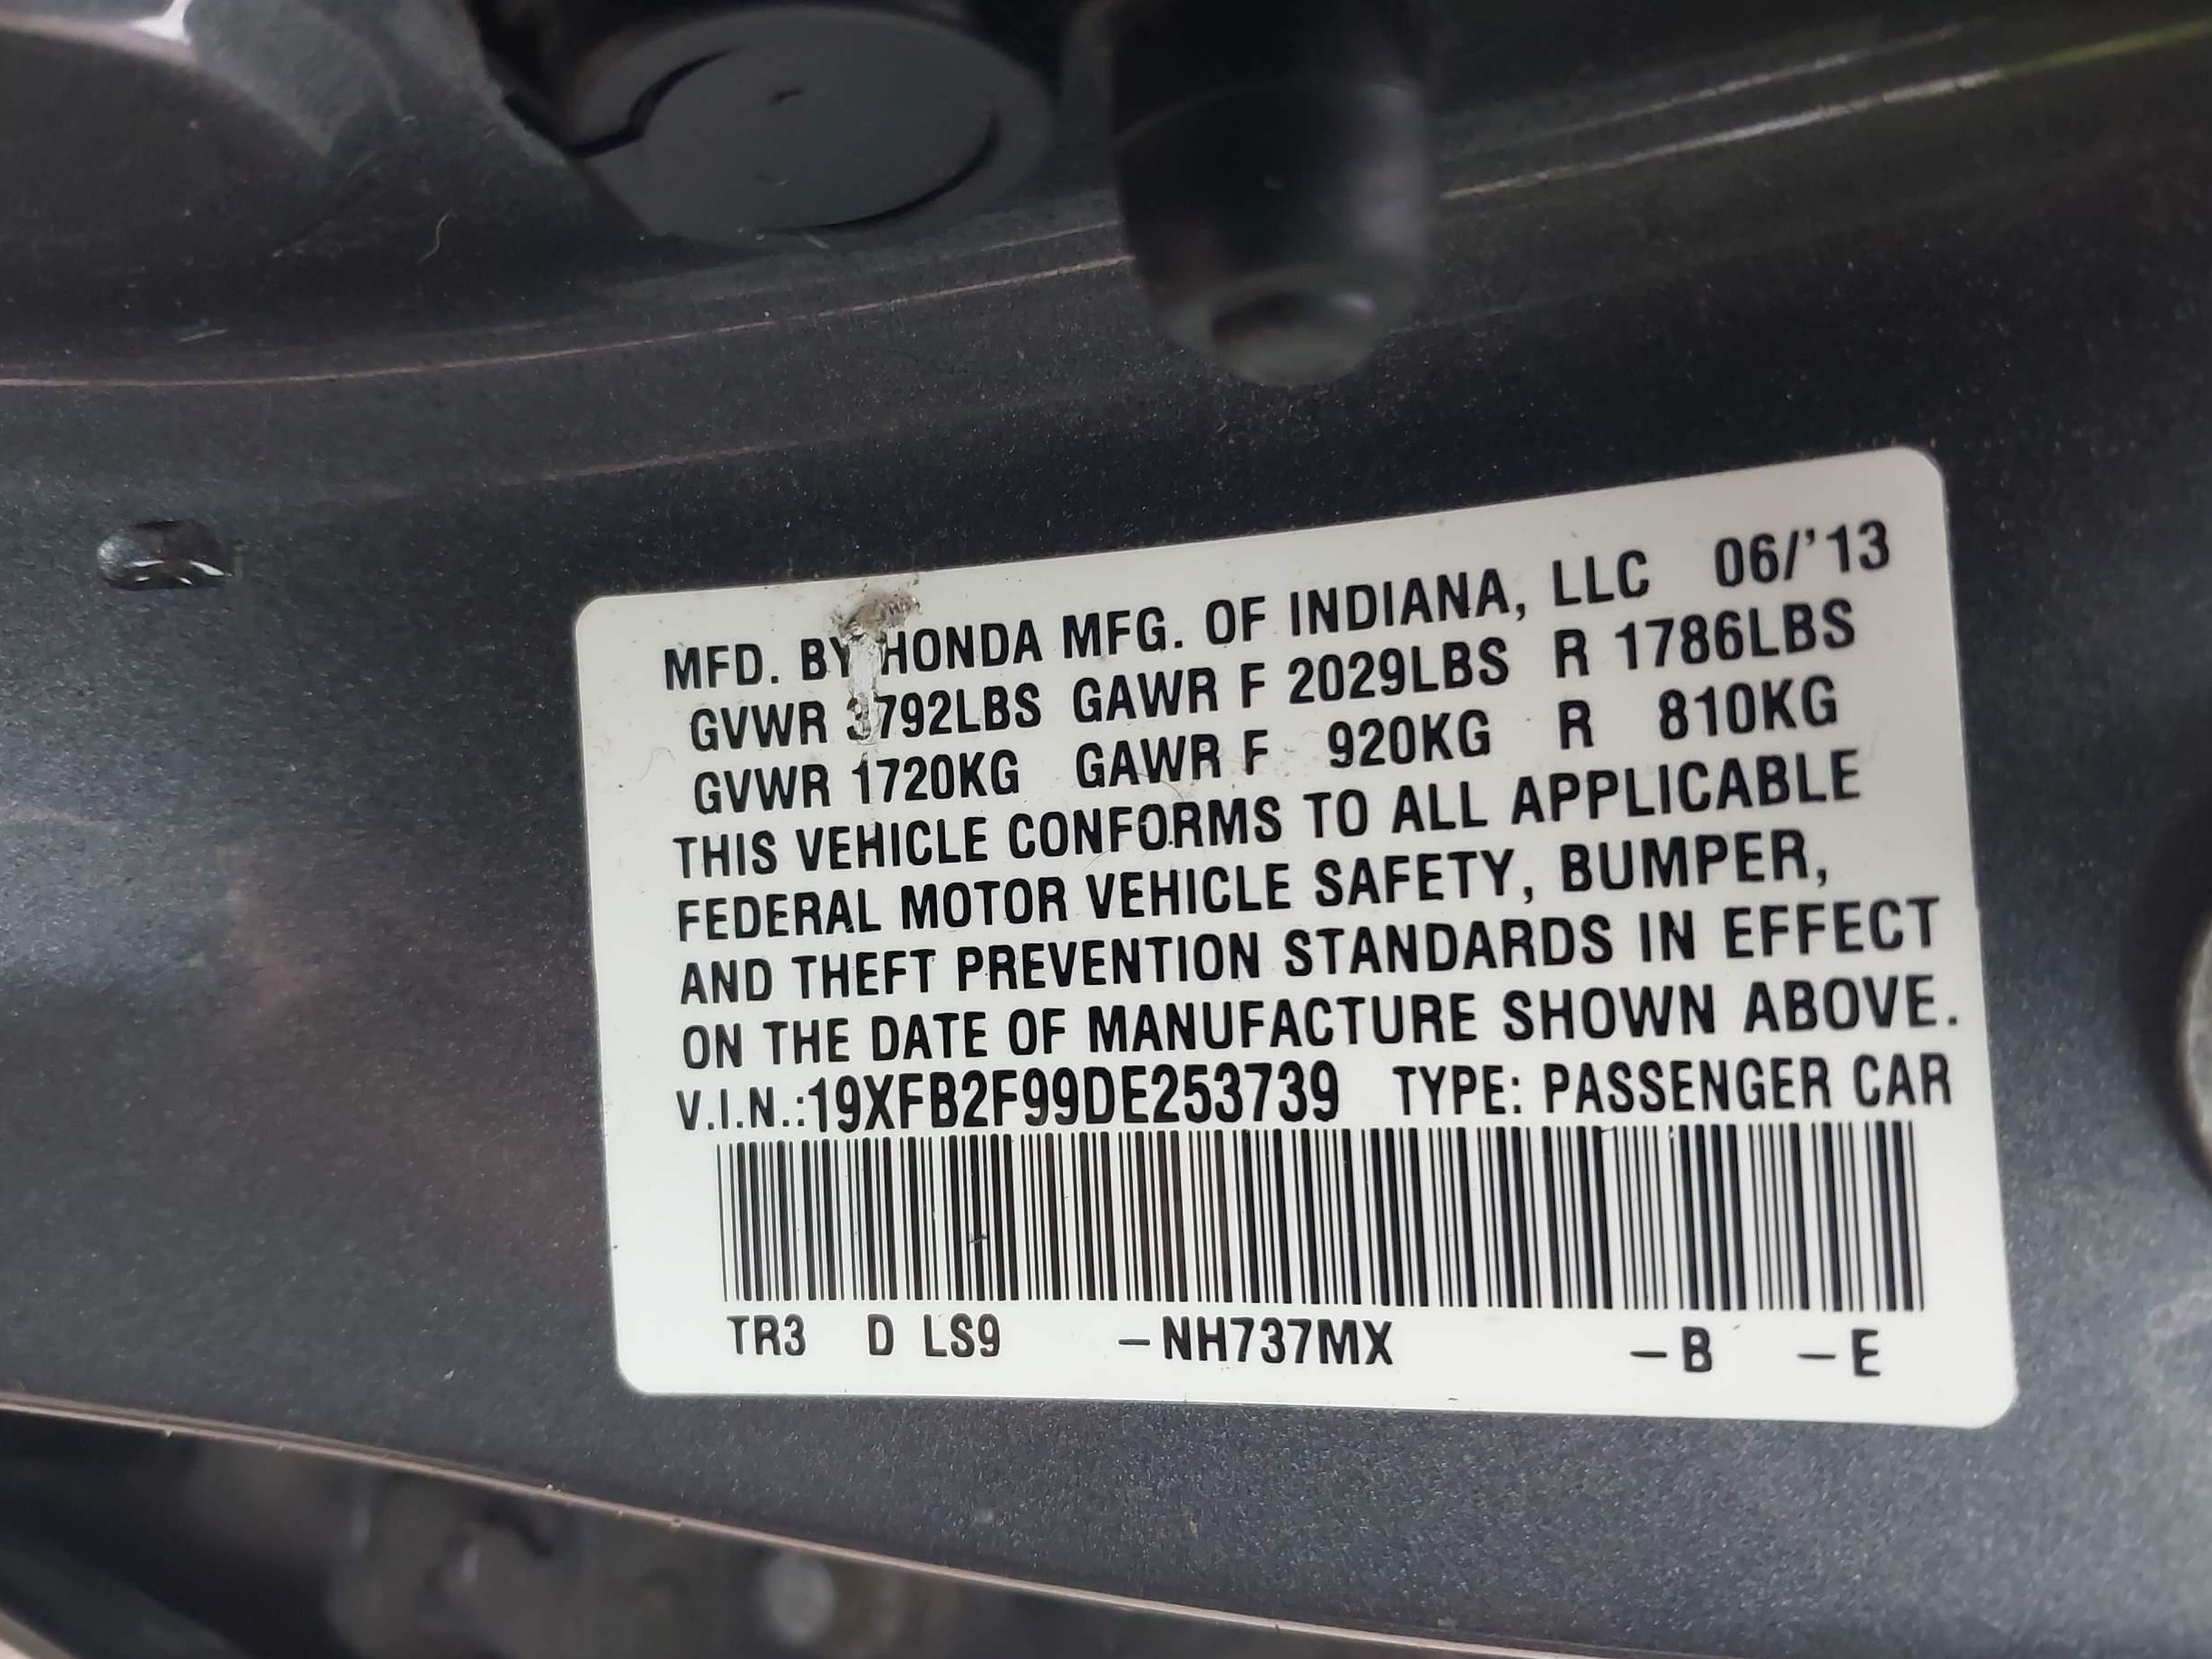 MFD. BY HONDA MFG. OF INDIANA, LLC 06/'13
GVWR 3792LBS GAWR F 2029LBS R 1786LBS
GVWR 1720KG GAWR F 920KG R 810KG
THIS VEHICLE CONFORMS TO ALL APPLICABLE
FEDERAL MOTOR VEHICLE SAFETY, BUMPER,
AND THEFT PREVENTION STANDARDS IN EFFECT
ON THE DATE OF MANUFACTURE SHOWN ABOVE.
V.I.N.:19XFB2F99DE253739 TYPE: PASSENGER CAR
TR3 D LS9 –NH737MX –B –E